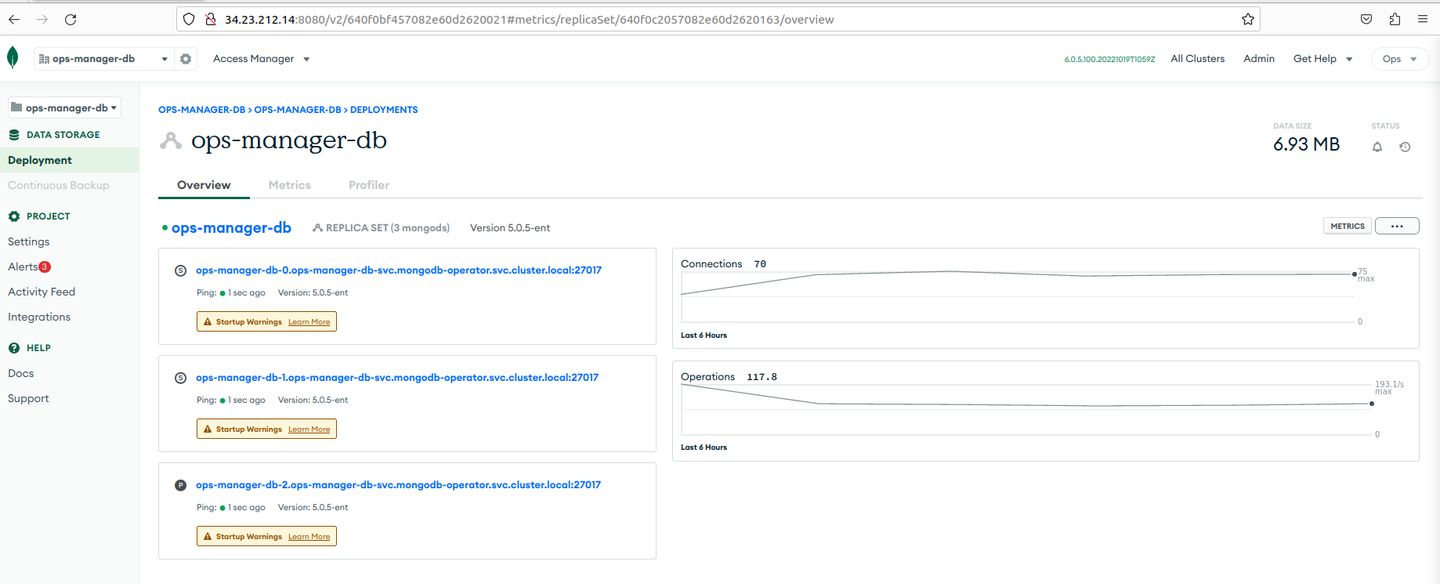 34.23.212.14:8080/v2/640f0bf457082e60d2620021#metrics/replicaSet/640f0c2057082e60d2620163/overview
ops-manager-db Access Manager 6.0.5.100.20221019T1059Z All Clusters Admin Get Help Ops
ops-manager-db
DATA STORAGE
Deployment
Continuous Backup
PROJECT
Settings
Alerts 3
Activity Feed
Integrations
HELP
Docs
Support
OPS-MANAGER-DB > OPS-MANAGER-DB > DEPLOYMENTS
ops-manager-db
DATA SIZE
6.93 MB
STATUS
Overview Metrics Profiler
ops-manager-db REPLICA SET (3 mongods) Version 5.0.5-ent METRICS ...
S ops-manager-db-0.ops-manager-db-svc.mongodb-operator.svc.cluster.local:27017
Ping: 1 sec ago Version: 5.0.5-ent
Startup Warnings Learn More
S ops-manager-db-1.ops-manager-db-svc.mongodb-operator.svc.cluster.local:27017
Ping: 1 sec ago Version: 5.0.5-ent
Startup Warnings Learn More
P ops-manager-db-2.ops-manager-db-svc.mongodb-operator.svc.cluster.local:27017
Ping: 1 sec ago Version: 5.0.5-ent
Startup Warnings Learn More
Connections 70
75
max
0
Last 6 Hours
Operations 117.8
193.1/s
max
0
Last 6 Hours